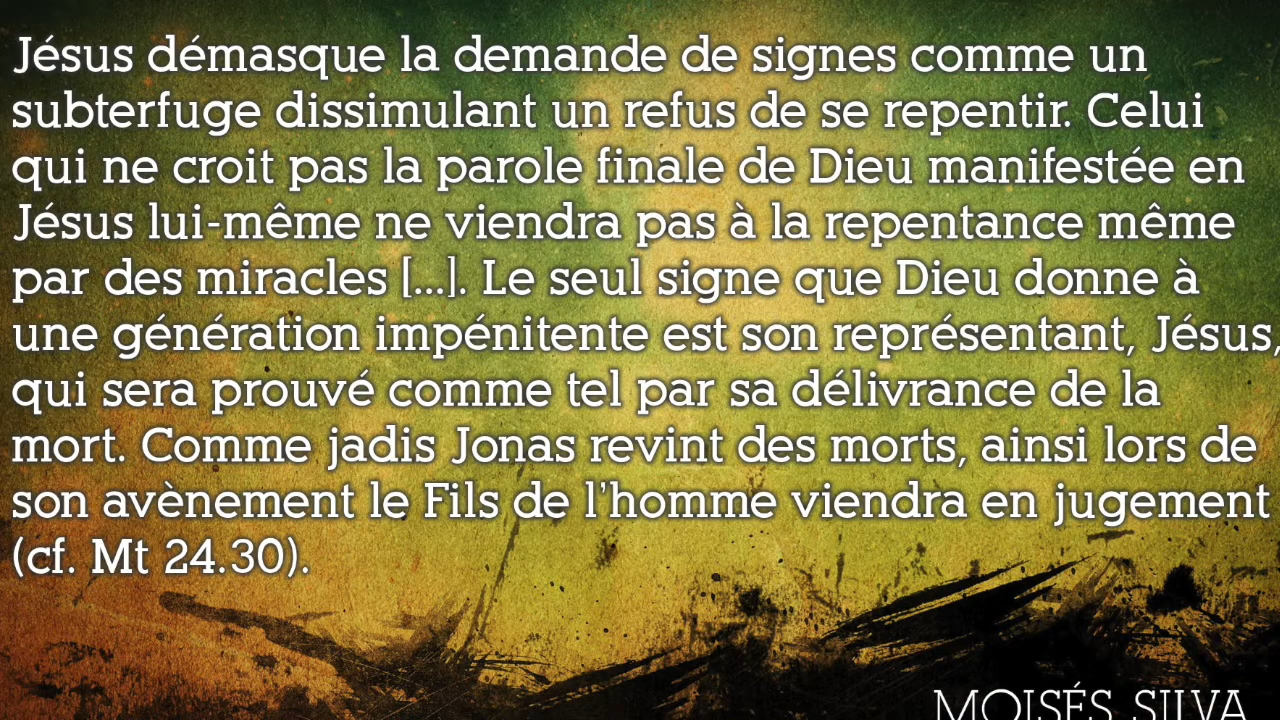 Jésus démasque la demande de signes comme un
subterfuge dissimulant un refus de se repentir. Celui
qui ne croit pas la parole finale de Dieu manifestée en
Jésus lui-même ne viendra pas à la repentance même
par des miracles [...]. Le seul signe que Dieu donne à
une génération impénitente est son représentant, Jésus,
qui sera prouvé comme tel par sa délivrance de la
mort. Comme jadis Jonas revint des morts, ainsi lors de
son avènement le Fils de l'homme viendra en jugement
(cf. Mt 24.30).
MOISÉS SILVA